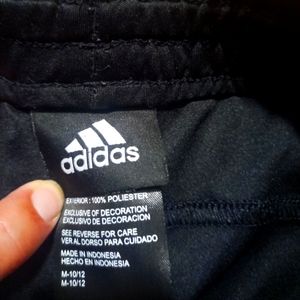 adidas
EXTERIOR: 100% POLIESTER
EXCLUSIVE OF DECORATION
EXCLUSIVO DE DECORACION
SEE REVERSE FOR CARE
VER AL DORSO PARA CUIDADO
MADE IN INDONESIA
HECHO EN INDONESIA
M-10/12
M-10/12